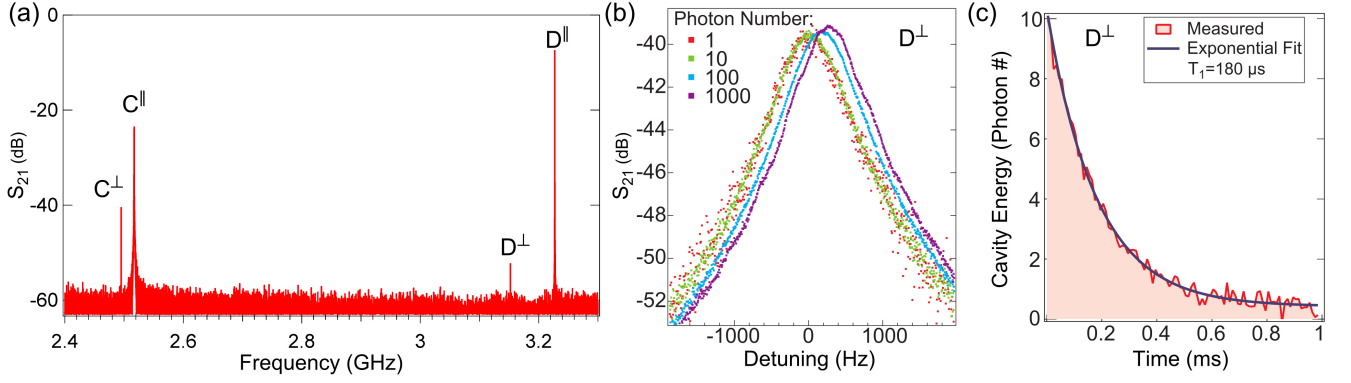 (a)
0
-20
-40
-60
S21 (dB)
C⊥
C∥
D⊥
D∥
2.4
2.6
2.8
3
3.2
Frequency (GHz)
(b)
Photon Number:
1
10
100
1000
D⊥
-40
-42
-44
-46
-48
-50
-52
S21 (dB)
-1000
0
1000
Detuning (Hz)
(c)
D⊥
Measured
Exponential Fit
T1=180 μs
10
8
6
4
2
0
Cavity Energy (Photon #)
0.2
0.4
0.6
0.8
1
Time (ms)